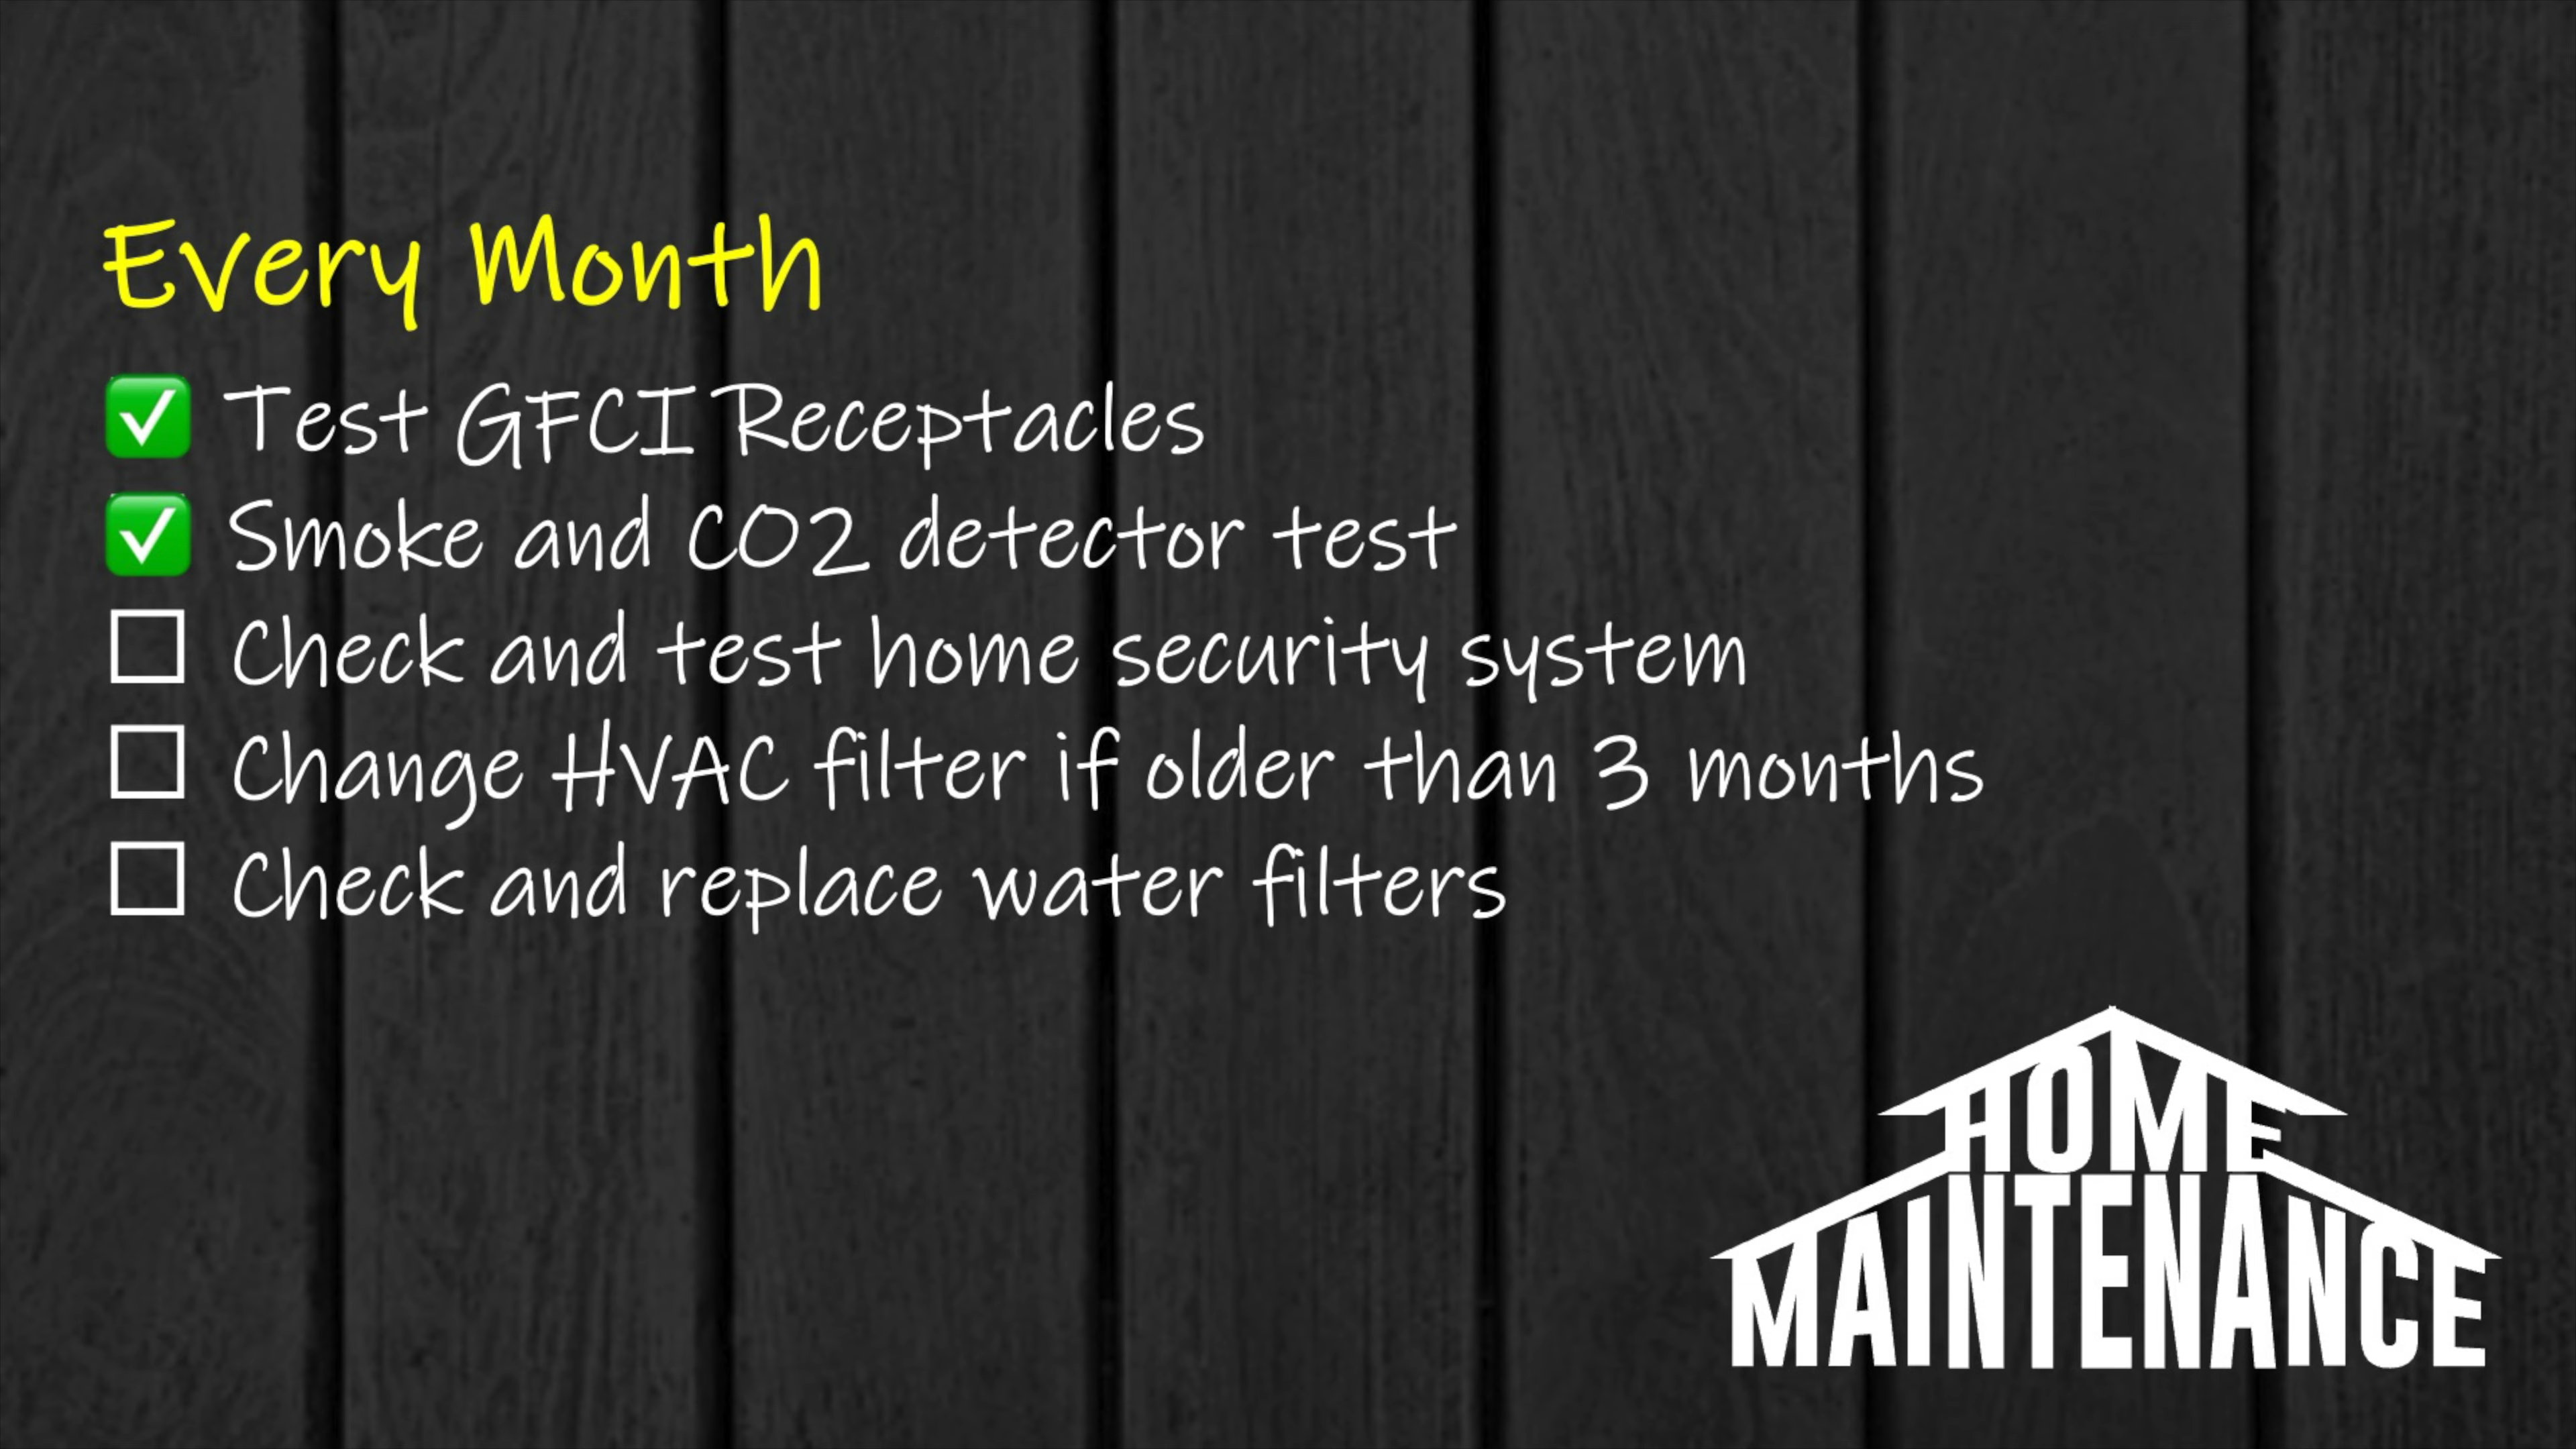 Every Month
✅ Test GFCI Receptacles
✅ Smoke and CO2 detector test
☐ Check and test home security system
☐ Change HVAC filter if older than 3 months
☐ Check and replace water filters
HOME
MAINTENANCE